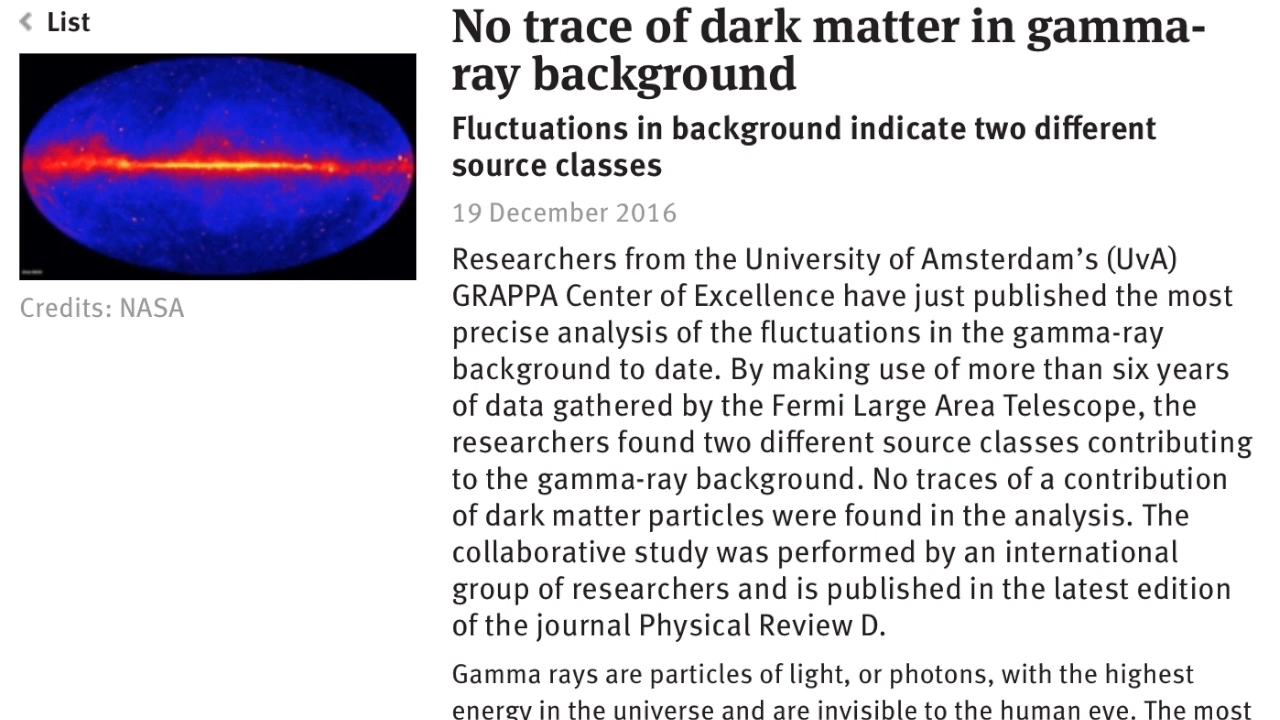 List
Credits: NASA
No trace of dark matter in gamma-
ray background
Fluctuations in background indicate two different
source classes
19 December 2016
Researchers from the University of Amsterdam’s (UvA)
GRAPPA Center of Excellence have just published the most
precise analysis of the fluctuations in the gamma-ray
background to date. By making use of more than six years
of data gathered by the Fermi Large Area Telescope, the
researchers found two different source classes contributing
to the gamma-ray background. No traces of a contribution
of dark matter particles were found in the analysis. The
collaborative study was performed by an international
group of researchers and is published in the latest edition
of the journal Physical Review D.
Gamma rays are particles of light, or photons, with the highest
energy in the universe and are invisible to the human eye. The most